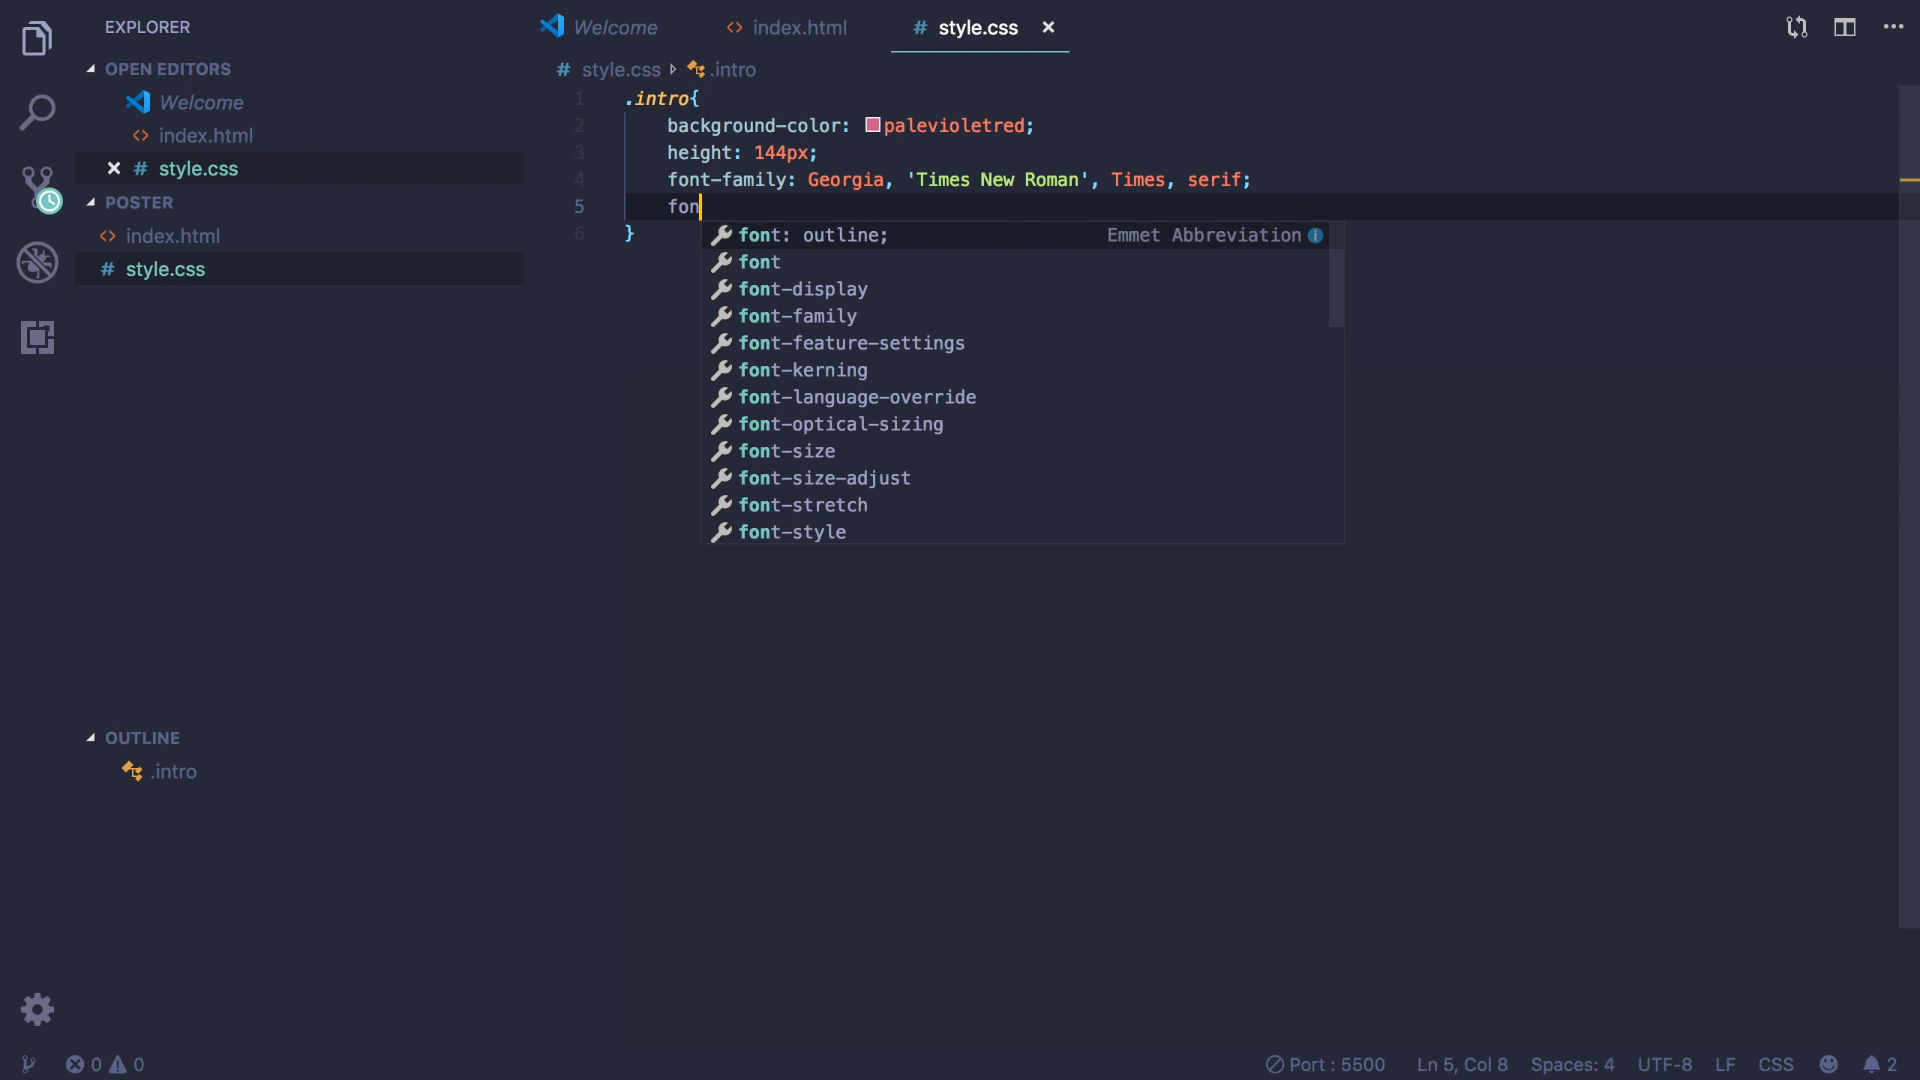 EXPLORER
OPEN EDITORS
Welcome
index.html
# style.css
POSTER
index.html
# style.css
OUTLINE
.intro
Welcome
index.html
# style.css
# style.css .intro
1 .intro{
2 background-color: palevioletred;
3 height: 144px;
4 font-family: Georgia, 'Times New Roman', Times, serif;
5 fon
6 }
font: outline; Emmet Abbreviation
font
font-display
font-family
font-feature-settings
font-kerning
font-language-override
font-optical-sizing
font-size
font-size-adjust
font-stretch
font-style
0 0 Port : 5500 Ln 5, Col 8 Spaces: 4 UTF-8 LF CSS 2